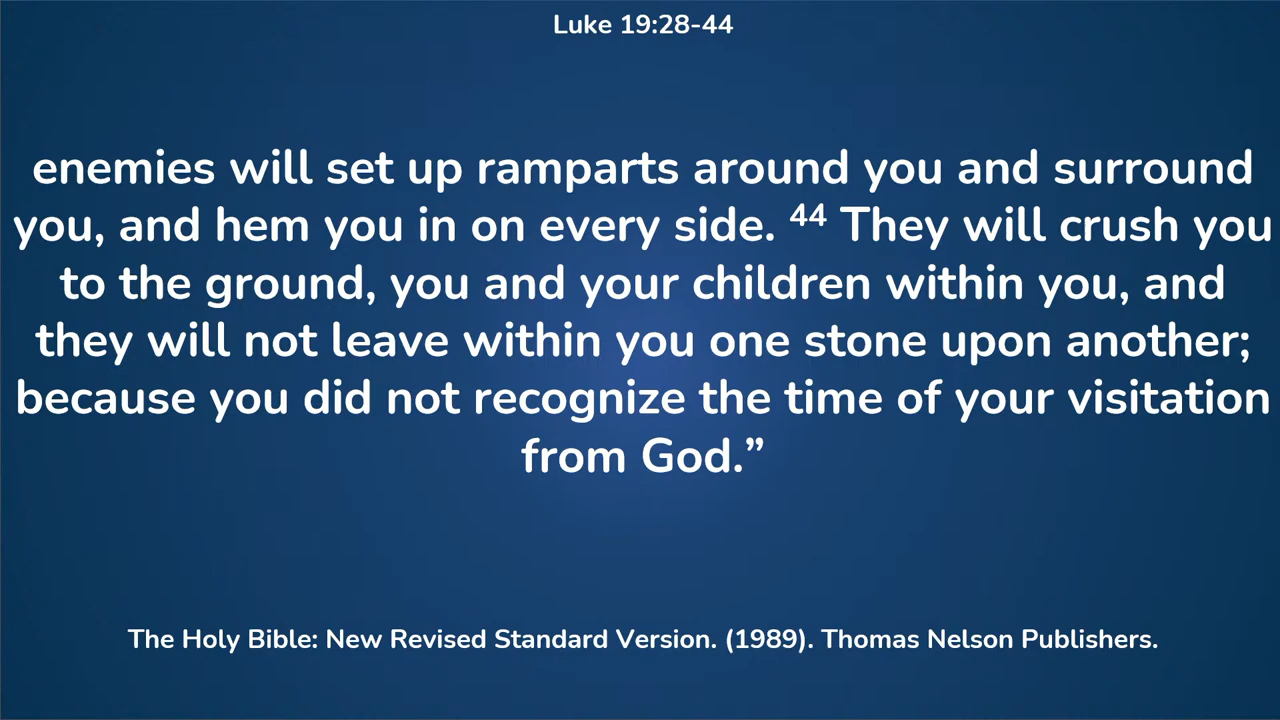 Luke 19:28-44
enemies will set up ramparts around you and surround
you, and hem you in on every side. 44 They will crush you
to the ground, you and your children within you, and
they will not leave within you one stone upon another;
because you did not recognize the time of your visitation
from God.”
The Holy Bible: New Revised Standard Version. (1989). Thomas Nelson Publishers.